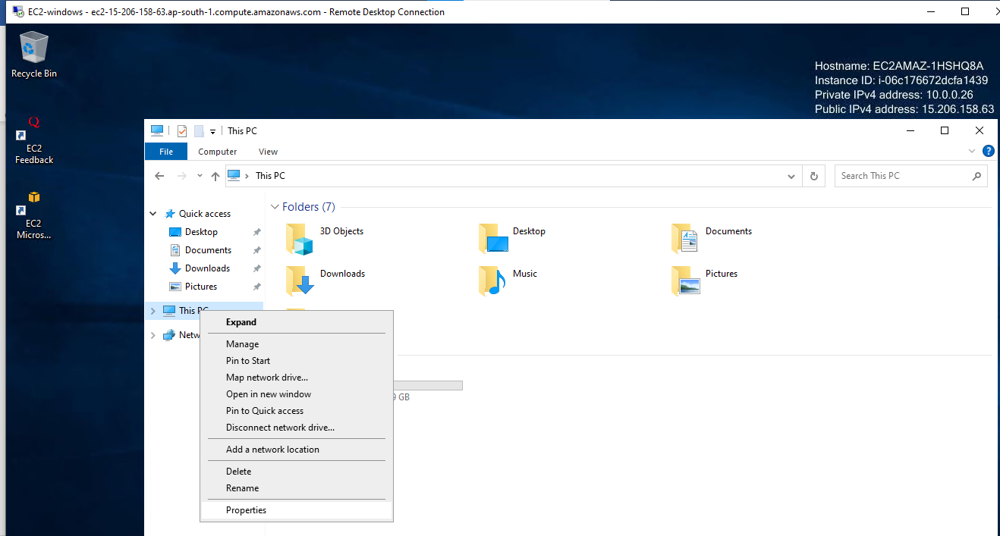 EC2-windows - ec2-15-206-158-63.ap-south-1.compute.amazonaws.com - Remote Desktop Connection
Recycle Bin
Hostname: EC2AMAZ-1HSHQ8A
Instance ID: i-06c176672dcfa1439
Private IPv4 address: 10.0.0.26
Public IPv4 address: 15.206.158.63
EC2
Feedback
EC2
Micros...
This PC
File Computer View
This PC
Search This PC
Quick access
Desktop
Documents
Downloads
Pictures
This PC
Netw
Folders (7)
3D Objects Desktop Documents
Downloads Music Pictures
Expand
Manage
Pin to Start
Map network drive...
Open in new window
Pin to Quick access
Disconnect network drive...
Add a network location
Delete
Rename
Properties
GB